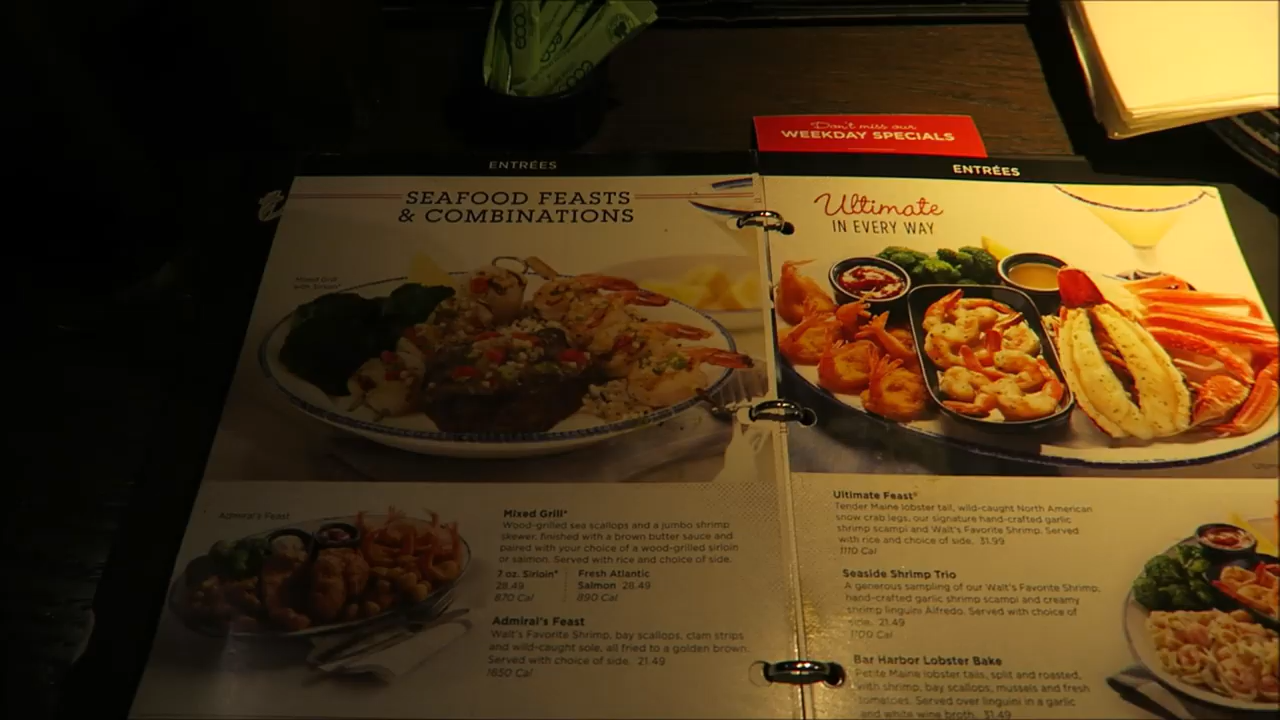 eco
Don't miss our
WEEKDAY SPECIALS
ENTRÉES
SEAFOOD FEASTS
& COMBINATIONS
Mixed Grill
with Sirloin*
Admiral's Feast
Mixed Grill*
Wood-grilled sea scallops and a jumbo shrimp
skewer, finished with a brown butter sauce and
paired with your choice of a wood-grilled sirloin
or salmon. Served with rice and choice of side.
7 oz. Sirloin*
28.49
870 Cal
Fresh Atlantic
Salmon 28.49
890 Cal
Admiral's Feast
Walt's Favorite Shrimp, bay scallops, clam strips
and wild-caught sole, all fried to a golden brown.
Served with choice of side. 21.49
1650 Cal
ENTRÉES
Ultimate
IN EVERY WAY
Ultimate Feast®
Tender Maine lobster tail, wild-caught North American
snow crab legs, our signature hand-crafted garlic
shrimp scampi and Walt's Favorite Shrimp. Served
with rice and choice of side. 31.99
1110 Cal
Seaside Shrimp Trio
A generous sampling of our Walt's Favorite Shrimp,
hand-crafted garlic shrimp scampi and creamy
shrimp linguini Alfredo. Served with choice of
side. 21.49
1100 Cal
Bar Harbor Lobster Bake
Petite Maine lobster tails, split and roasted,
with shrimp, bay scallops, mussels and fresh
tomatoes. Served over linguini in a garlic
and white wine broth. 31.49